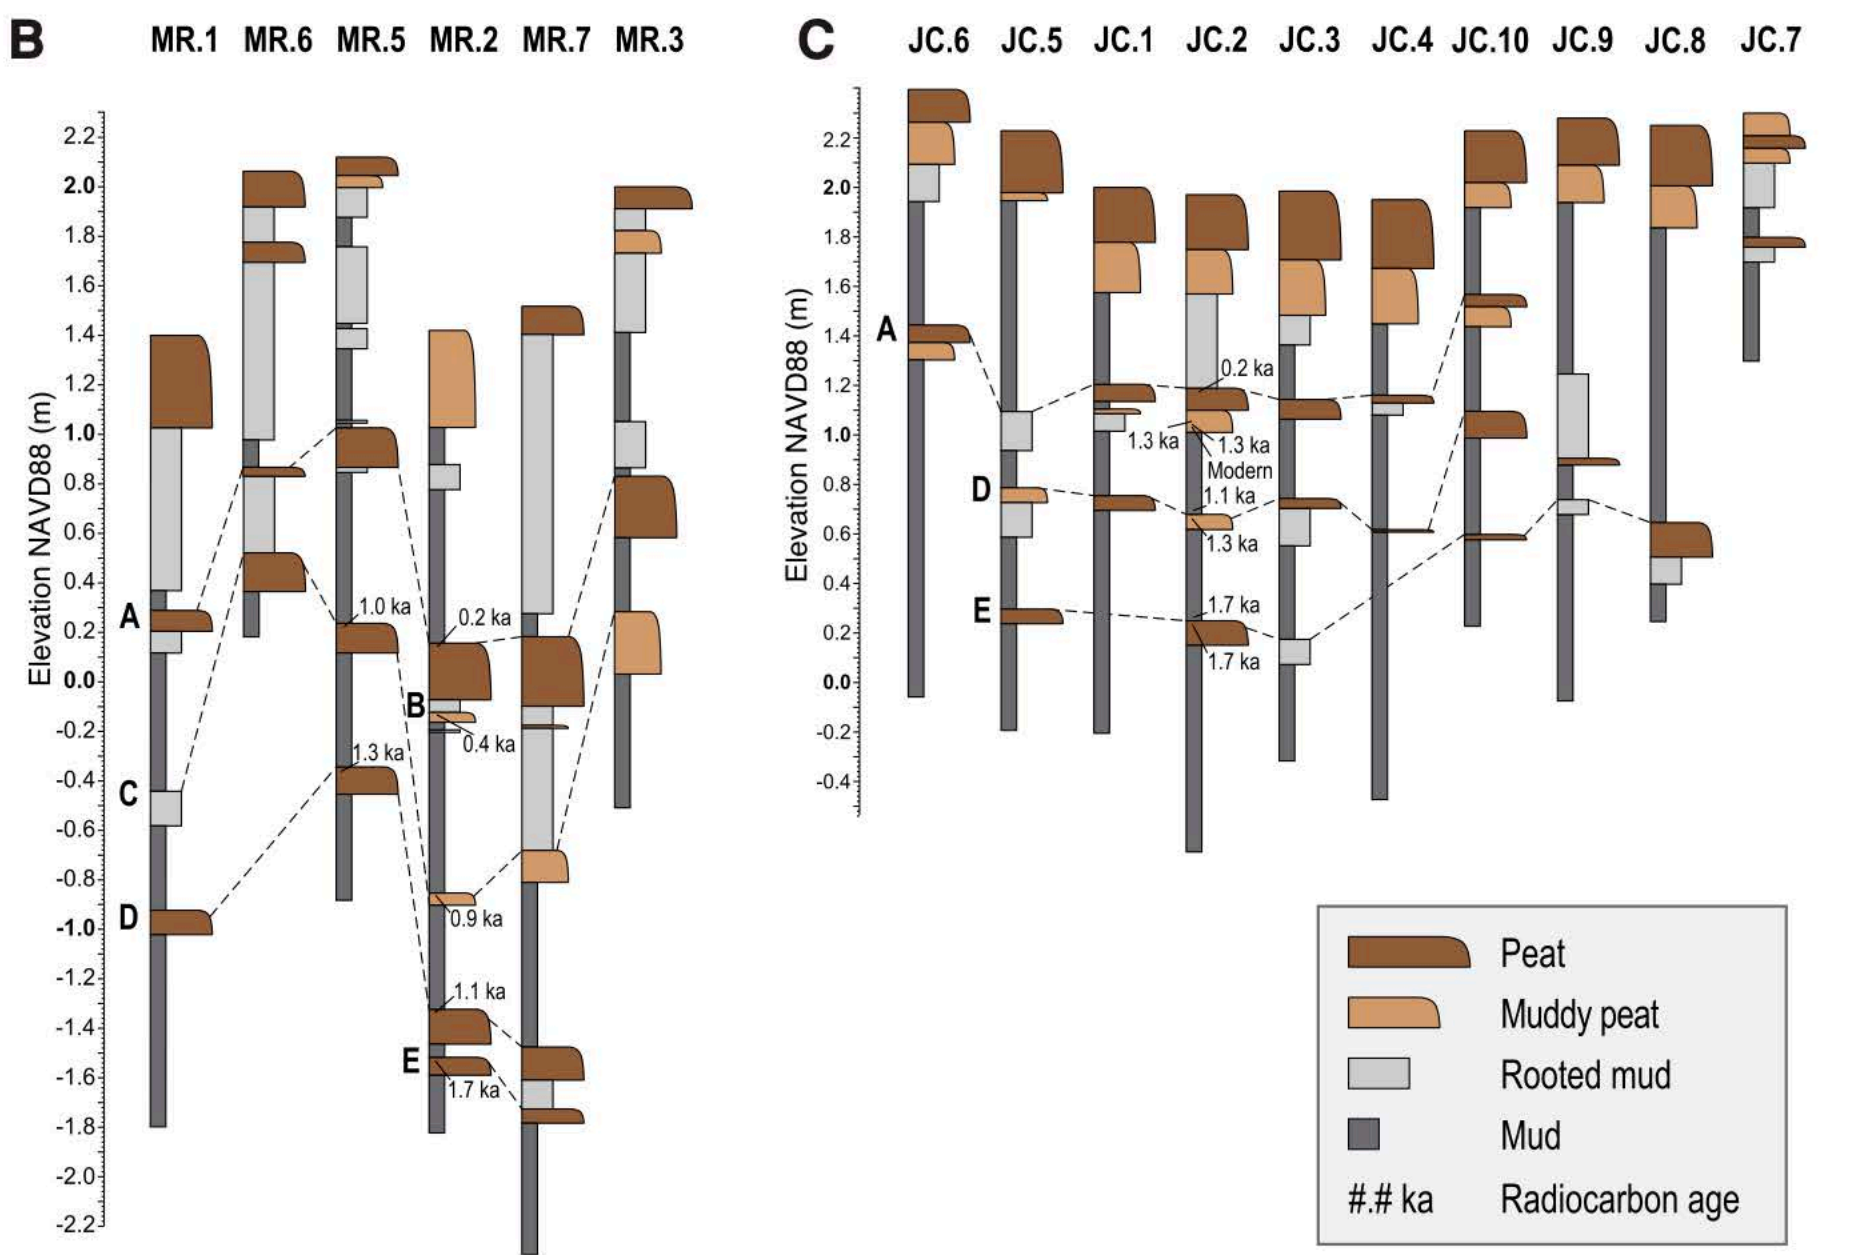 B
MR.1 MR.6 MR.5 MR.2 MR.7 MR.3
Elevation NAVD88 (m)
2.2
2.0
1.8
1.6
1.4
1.2
1.0
0.8
0.6
0.4
0.2
0.0
-0.2
-0.4
-0.6
-0.8
-1.0
-1.2
-1.4
-1.6
-1.8
-2.0
-2.2
A
C
D
B
E
1.0 ka
1.3 ka
0.2 ka
0.4 ka
0.9 ka
1.1 ka
1.7 ka
C
JC.6 JC.5 JC.1 JC.2 JC.3 JC.4 JC.10 JC.9 JC.8 JC.7
Elevation NAVD88 (m)
2.2
2.0
1.8
1.6
1.4
1.2
1.0
0.8
0.6
0.4
0.2
0.0
-0.2
-0.4
A
D
E
0.2 ka
1.3 ka
1.3 ka
Modern
1.1 ka
1.3 ka
1.7 ka
1.7 ka
Peat
Muddy peat
Rooted mud
Mud
#.# ka Radiocarbon age